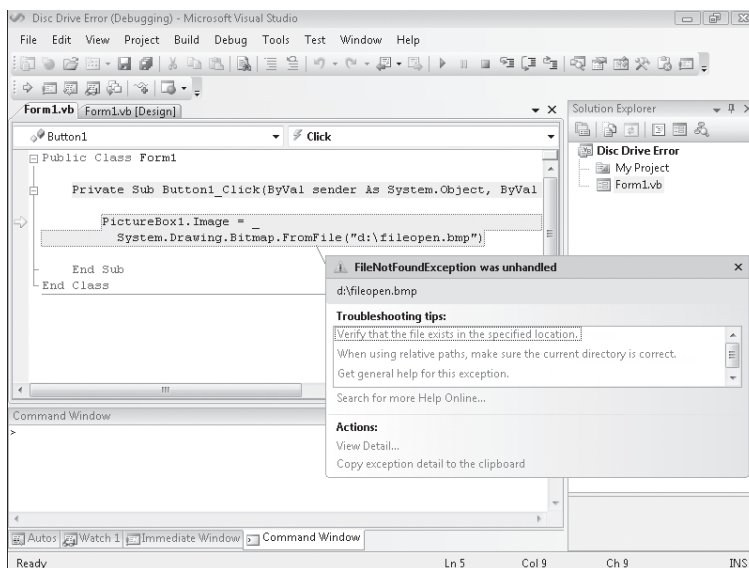 Disc Drive Error (Debugging) - Microsoft Visual Studio
File Edit View Project Build Debug Tools Test Window Help
Form1.vb Form1.vb [Design]
Button1 Click
Public Class Form1
Private Sub Button1_Click(ByVal sender As System.Object, ByVal
PictureBox1.Image = _
System.Drawing.Bitmap.FromFile("d:\fileopen.bmp")
End Sub
End Class
Solution Explorer
Disc Drive Error
My Project
Form1.vb
FileNotFoundException was unhandled
d:\fileopen.bmp
Troubleshooting tips:
Verify that the file exists in the specified location.
When using relative paths, make sure the current directory is correct.
Get general help for this exception.
Search for more Help Online...
Actions:
View Detail...
Copy exception detail to the clipboard
Command Window
>
Autos Watch 1 Immediate Window Command Window
Ready Ln 5 Col 9 Ch 9 INS